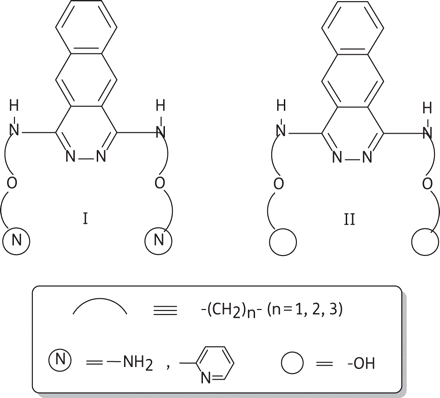 H H H H
N N N N
N N N N
O O O O
I II
N N
-(CH2)n- (n=1, 2, 3)
N = -NH2 , N = -OH